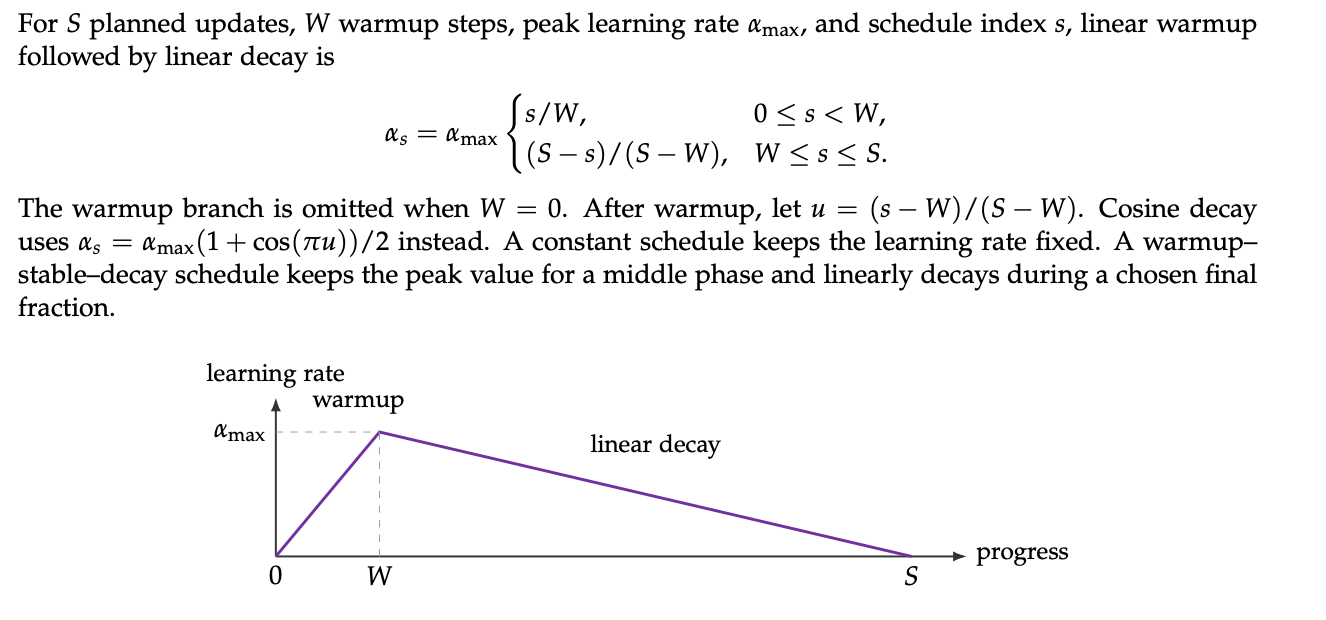 For S planned updates, W warmup steps, peak learning rate αmax, and schedule index s, linear warmup
followed by linear decay is
αs = αmax { s/W, 0 ≤ s < W,
(S − s)/(S − W), W ≤ s ≤ S.
The warmup branch is omitted when W = 0. After warmup, let u = (s − W)/(S − W). Cosine decay
uses αs = αmax(1 + cos(πu))/2 instead. A constant schedule keeps the learning rate fixed. A warmup–
stable–decay schedule keeps the peak value for a middle phase and linearly decays during a chosen final
fraction.
learning rate
warmup
αmax
linear decay
progress
0 W S